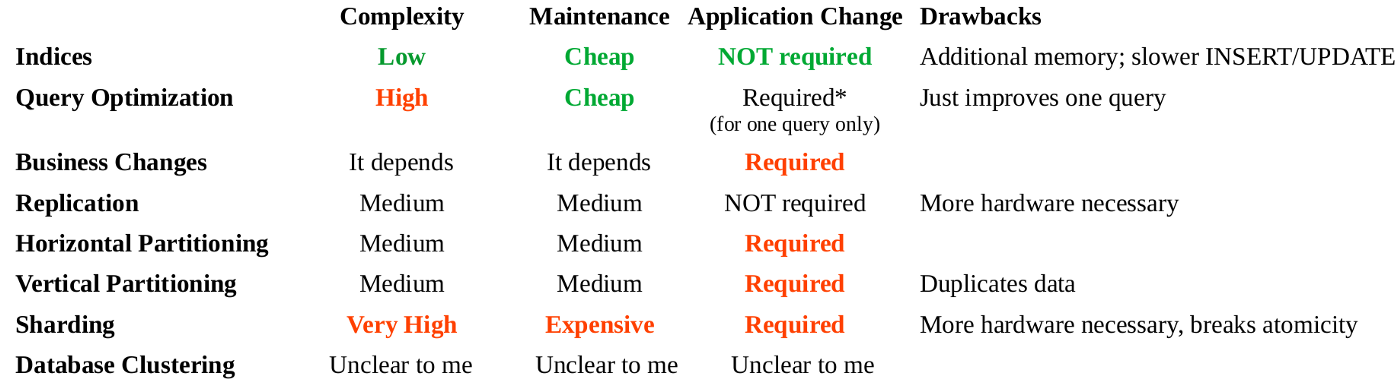 Complexity Maintenance Application Change Drawbacks
Indices Low Cheap NOT required Additional memory; slower INSERT/UPDATE
Query Optimization High Cheap Required* Just improves one query
(for one query only)
Business Changes It depends It depends Required
Replication Medium Medium NOT required More hardware necessary
Horizontal Partitioning Medium Medium Required
Vertical Partitioning Medium Medium Required Duplicates data
Sharding Very High Expensive Required More hardware necessary, breaks atomicity
Database Clustering Unclear to me Unclear to me Unclear to me